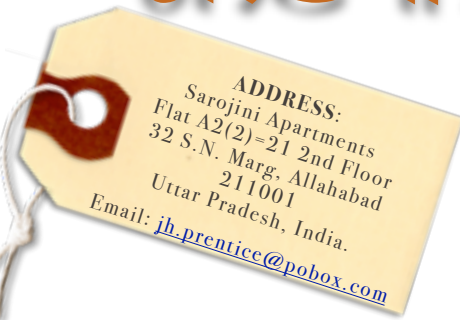 ADDRESS:
Sarojini Apartments
Flat A2(2)=21 2nd Floor
32 S.N. Marg, Allahabad
211001
Uttar Pradesh, India.
Email: jh.prentice@pobox.com